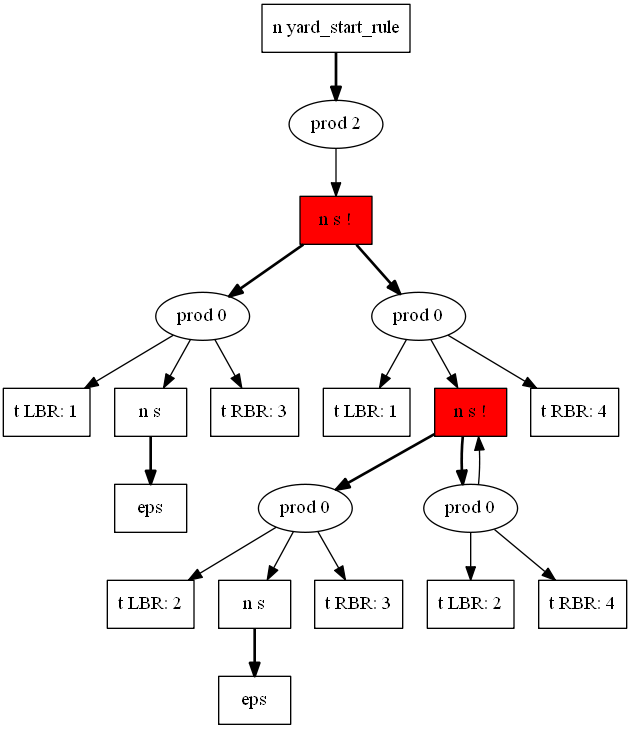 n yard_start_rule
prod 2
n s !
prod 0
prod 0
t LBR: 1
n s
t RBR: 3
t LBR: 1
n s !
t RBR: 4
eps
prod 0
prod 0
t LBR: 2
n s
t RBR: 3
t LBR: 2
t RBR: 4
eps